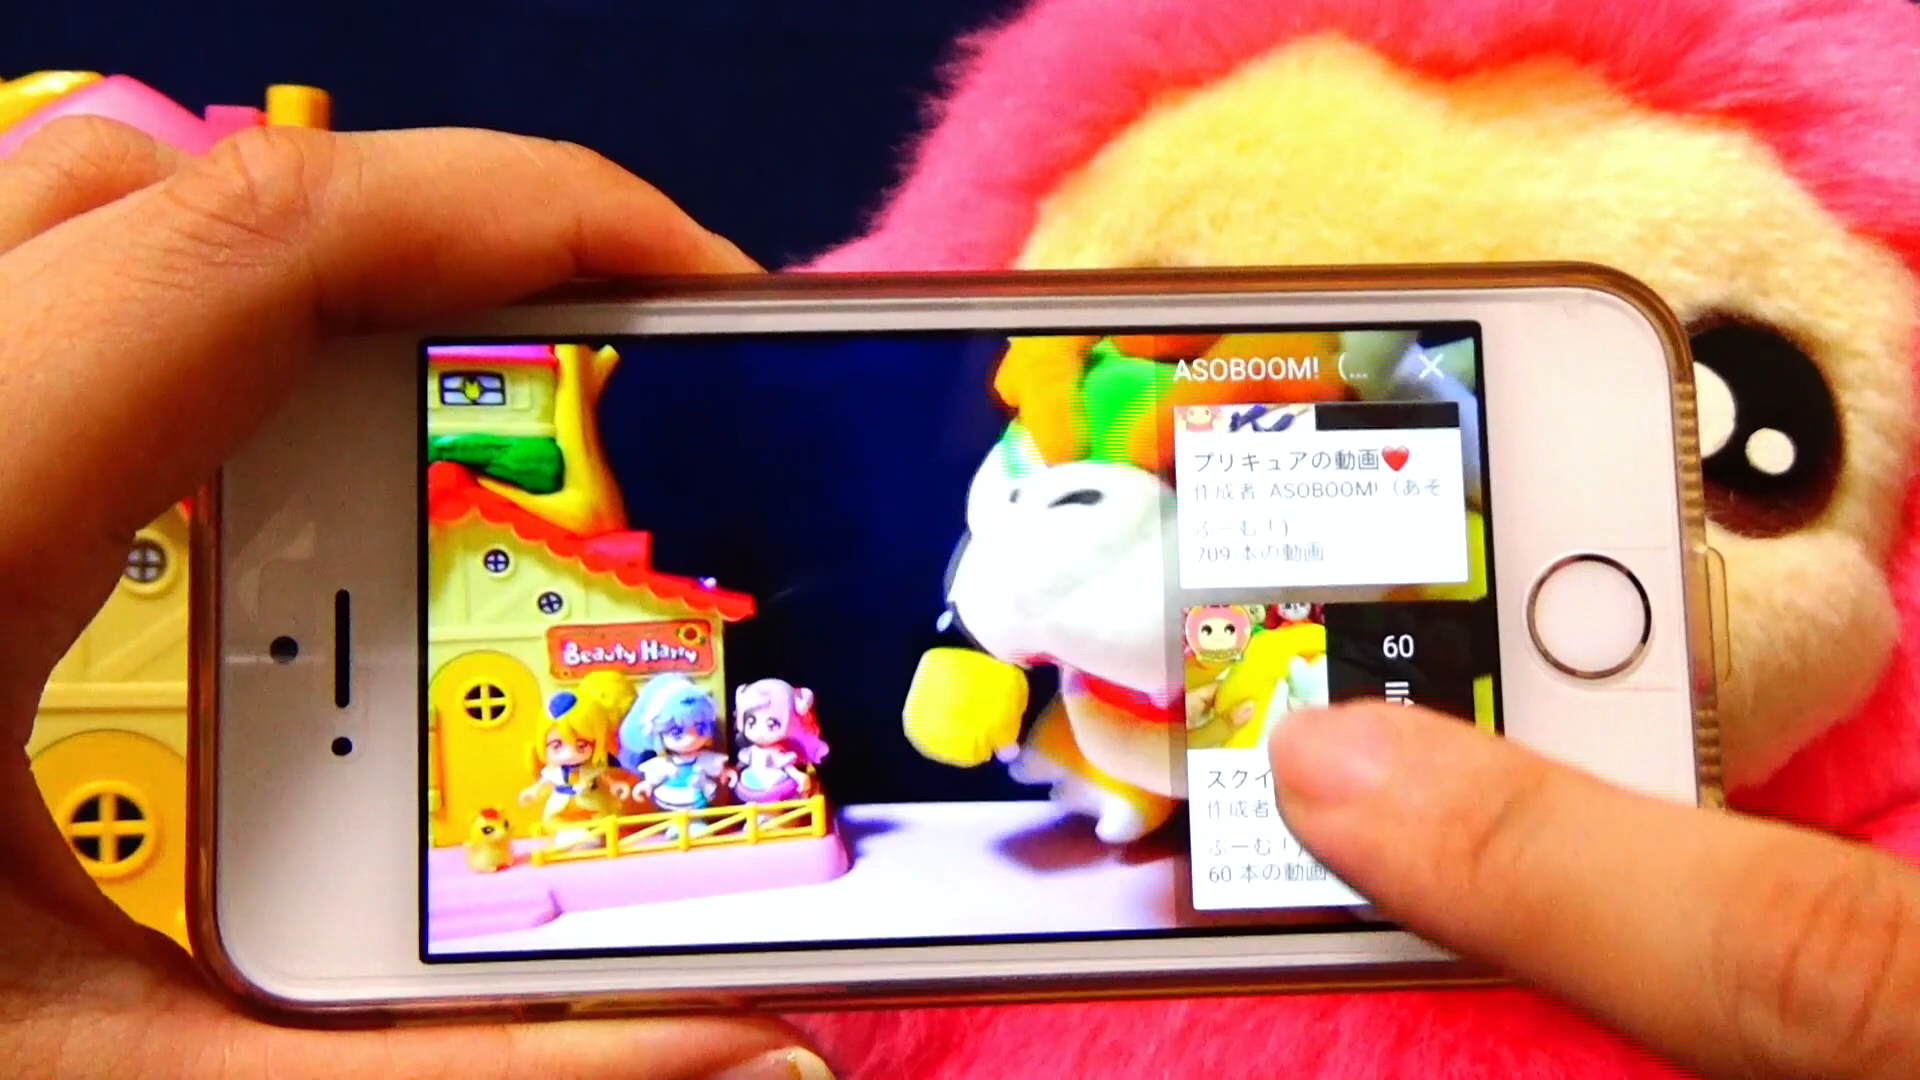 Beauty Harry
ASOBOOM! (...
プリキュアの動画❤
作成者 ASOBOOM! (あそ
ぶーむ！)
709 本の動画
60
スクイ
作成者
ぶーむ！)
60 本の動画